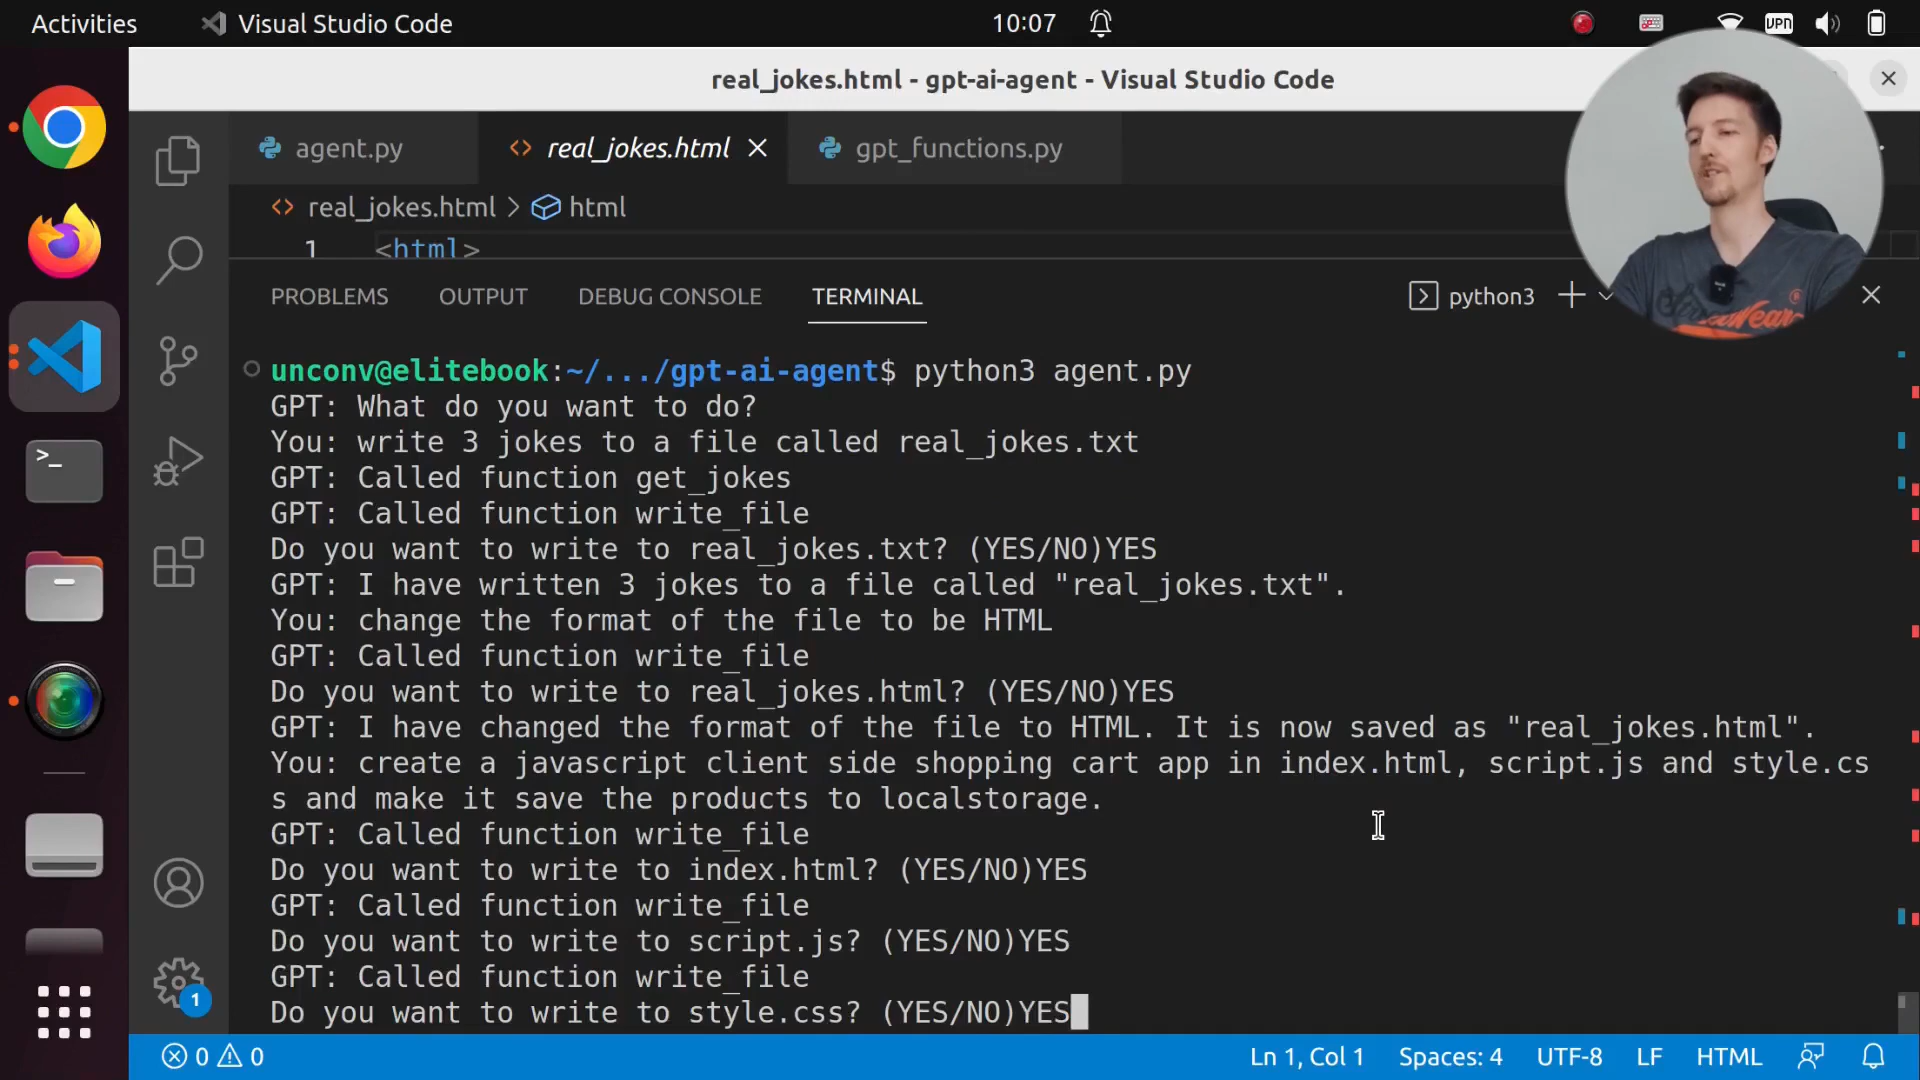 Activities
Visual Studio Code
10:07
VPN
real_jokes.html - gpt-ai-agent - Visual Studio Code
agent.py
real_jokes.html
gpt_functions.py
real_jokes.html > html
1 <html>
PROBLEMS
OUTPUT
DEBUG CONSOLE
TERMINAL
python3
unconv@elitebook:~/.../gpt-ai-agent$ python3 agent.py
GPT: What do you want to do?
You: write 3 jokes to a file called real_jokes.txt
GPT: Called function get_jokes
GPT: Called function write_file
Do you want to write to real_jokes.txt? (YES/NO)YES
GPT: I have written 3 jokes to a file called "real_jokes.txt".
You: change the format of the file to be HTML
GPT: Called function write_file
Do you want to write to real_jokes.html? (YES/NO)YES
GPT: I have changed the format of the file to HTML. It is now saved as "real_jokes.html".
You: create a javascript client side shopping cart app in index.html, script.js and style.cs
s and make it save the products to localstorage.
GPT: Called function write_file
Do you want to write to index.html? (YES/NO)YES
GPT: Called function write_file
Do you want to write to script.js? (YES/NO)YES
GPT: Called function write_file
Do you want to write to style.css? (YES/NO)YES
1
0
0
Ln 1, Col 1
Spaces: 4
UTF-8
LF
HTML